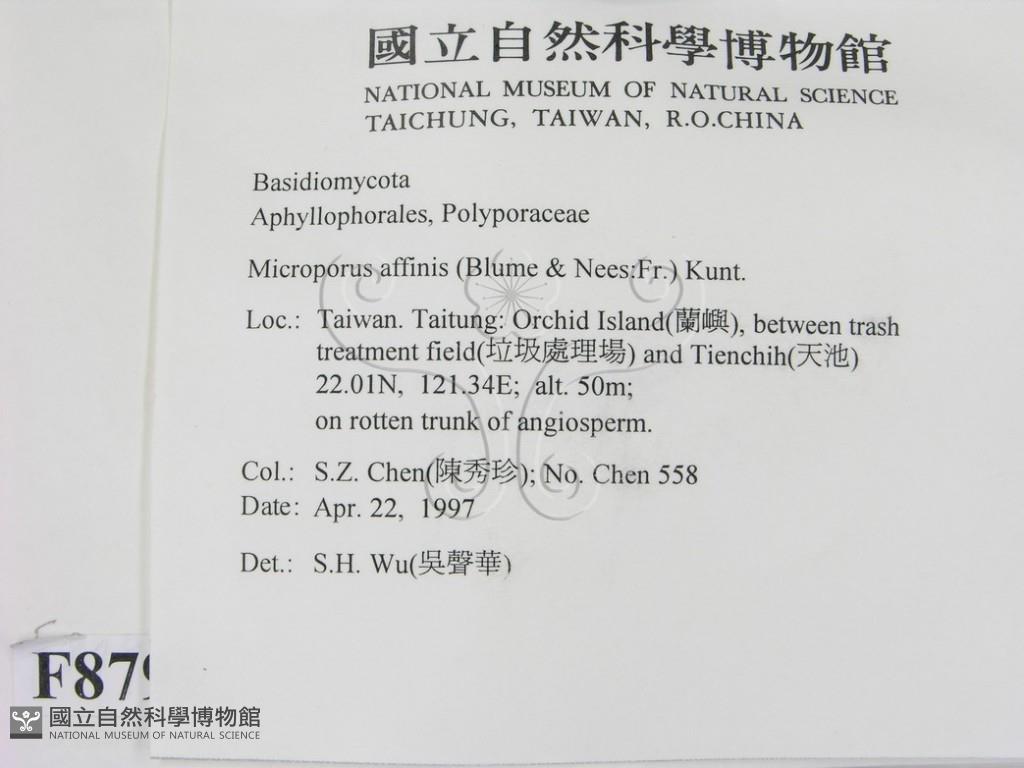 國立自然科學博物館
NATIONAL MUSEUM OF NATURAL SCIENCE
TAICHUNG, TAIWAN, R.O.CHINA
Basidiomycota
Aphyllophorales, Polyporaceae
Microporus affinis (Blume & Nees:Fr.) Kunt.
Loc.: Taiwan. Taitung: Orchid Island(蘭嶼), between trash
treatment field(垃圾處理場) and Tienchih(天池)
22.01N, 121.34E; alt. 50m;
on rotten trunk of angiosperm.
Col.: S.Z. Chen(陳秀珍); No. Chen 558
Date: Apr. 22, 1997
Det.: S.H. Wu(吳聲華)
F879
國立自然科學博物館
NATIONAL MUSEUM OF NATURAL SCIENCE